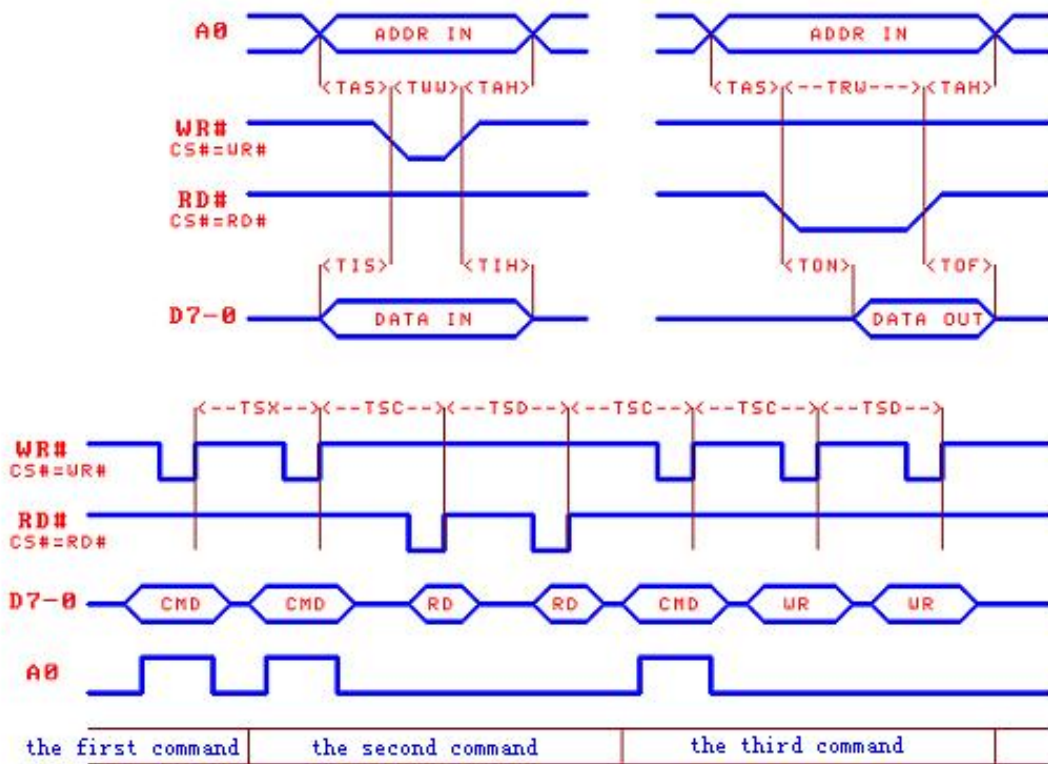 A0 ADDR IN ADDR IN
<TAS><TWW><TAH> <TAS><--TRW---><TAH>
WR#
CS#=WR#
RD#
CS#=RD#
<TIS> <TIH> <TON> <TOF>
D7-0 DATA IN DATA OUT
<--TSX--><--TSC--><--TSD--><--TSC--><--TSC--><--TSD-->
WR#
CS#=WR#
RD#
CS#=RD#
D7-0 CMD CMD RD RD CMD WR WR
A0
the first command the second command the third command